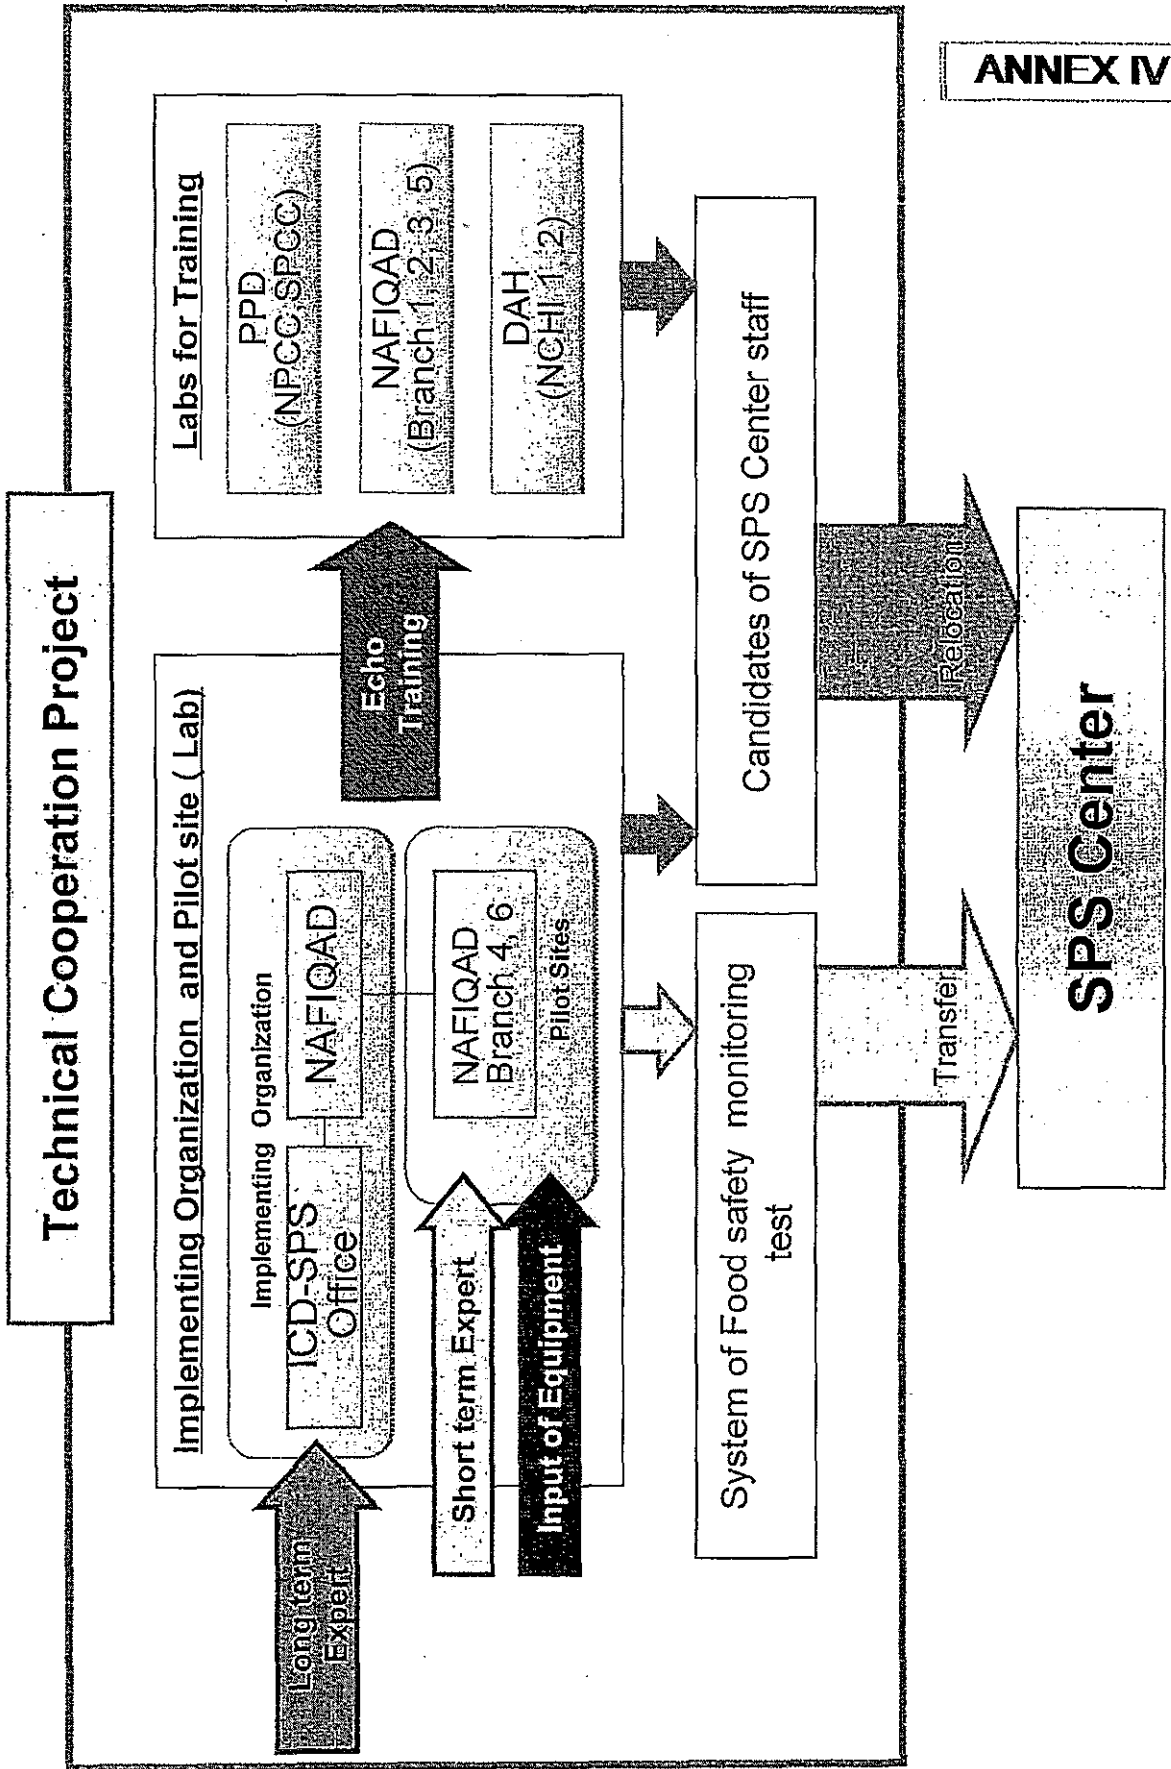 ANNEX IV
Technical Cooperation Project
Implementing Organization and Pilot site ( Lab)
Implementing Organization
ICD-SPS
Office
NAFIQAD
NAFIQAD
Branch 4, 6
Pilot Sites
Long term
Expert
Short term Expert
Input of Equipment
Echo
Training
Labs for Training
PPD
(NPCC SPCC)
NAFIQAD
(Branch 1, 2, 3, 5)
DAH
(NCHI 1, 2)
System of Food safety monitoring
test
Candidates of SPS Center staff
Transfer
Relocation
SPS Center